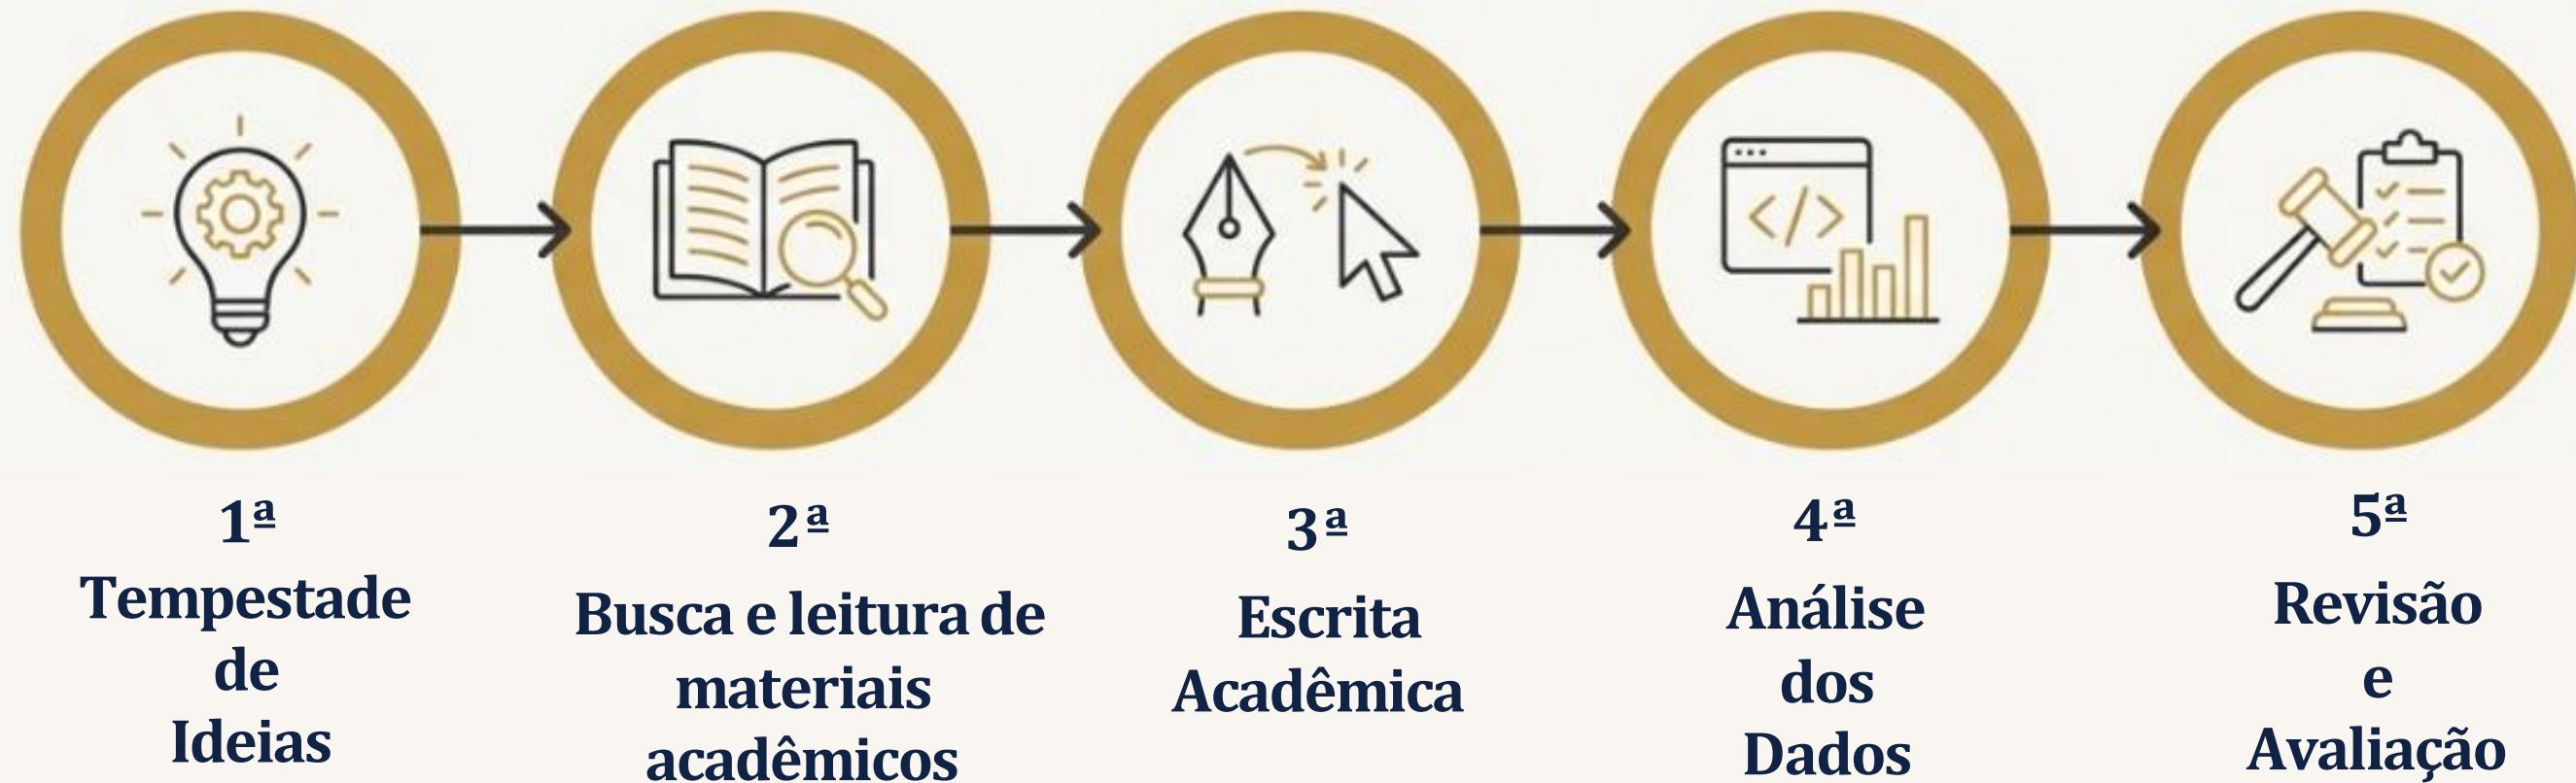 1ª
Tempestade
de
Ideias
2ª
Busca e leitura de
materiais
acadêmicos
3ª
Escrita
Acadêmica
4ª
Análise
dos
Dados
5ª
Revisão
e
Avaliação